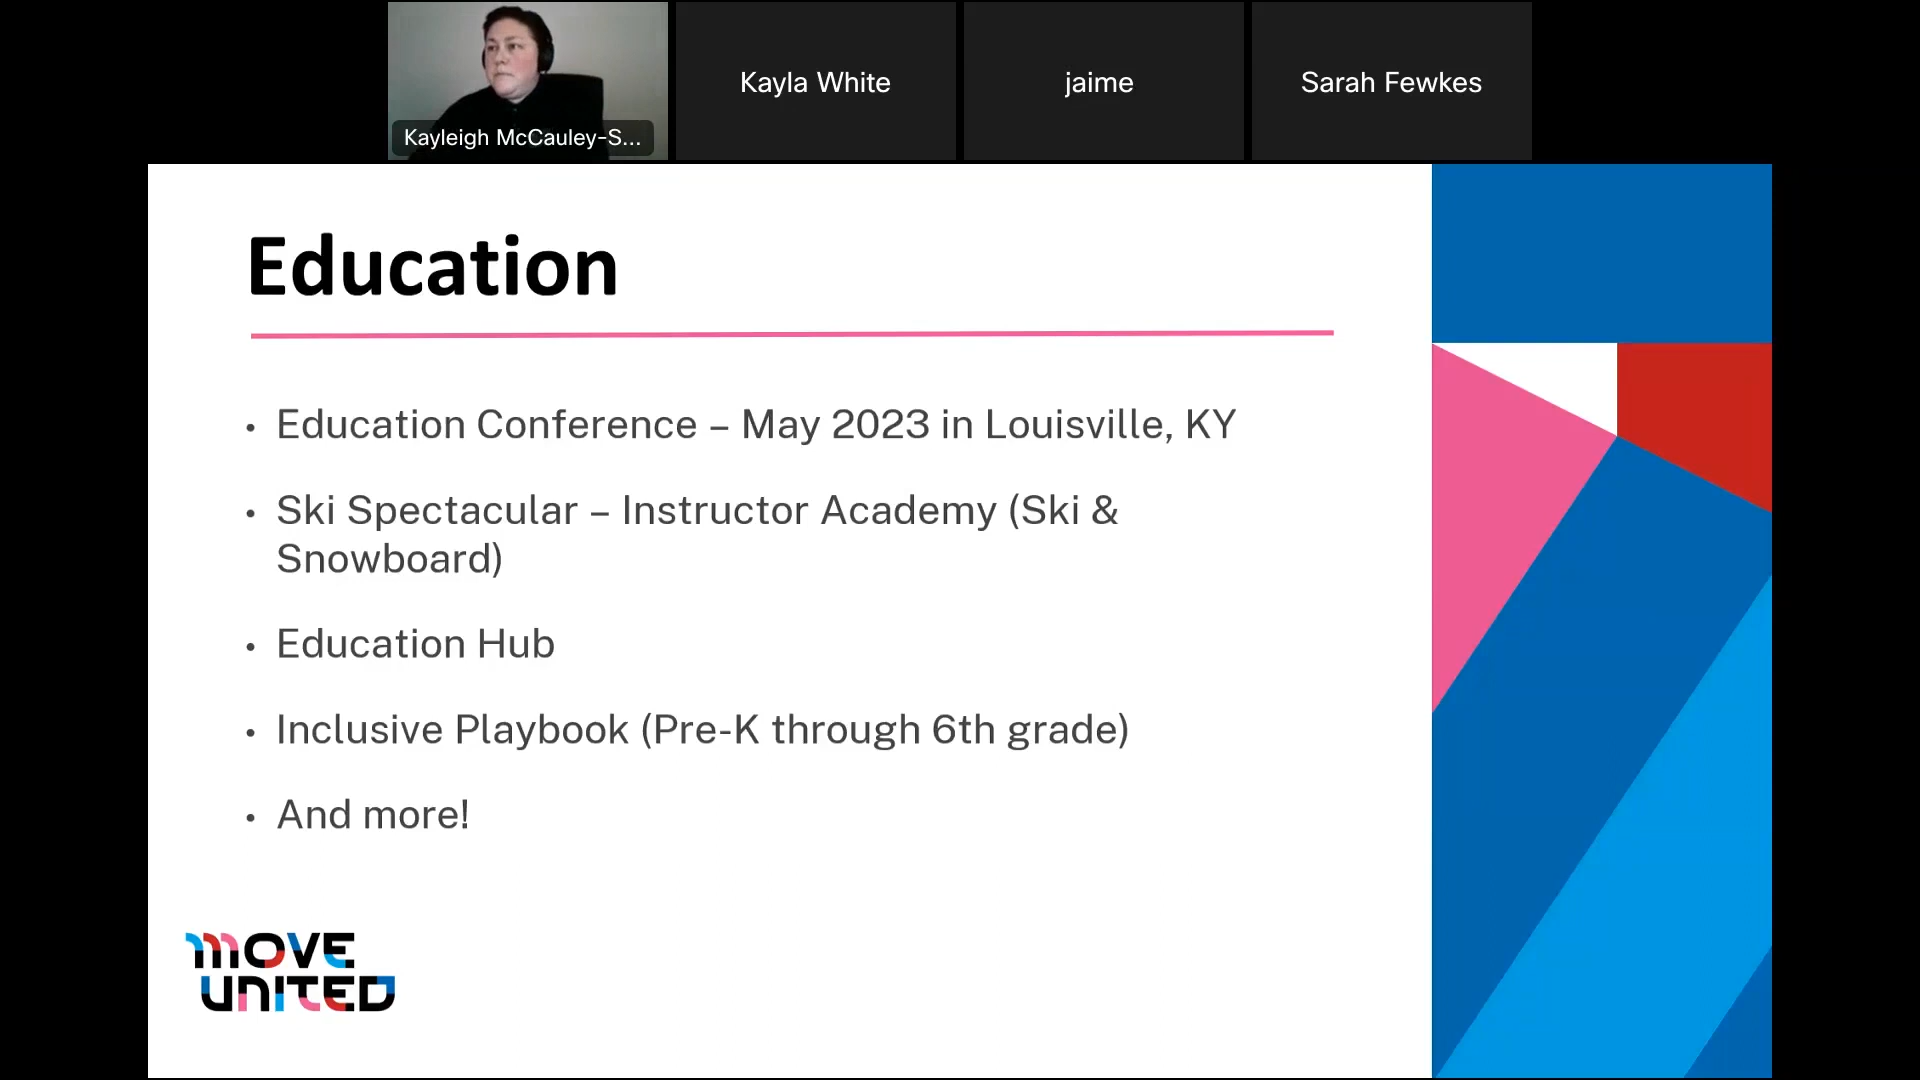 Kayleigh McCauley-S...
Kayla White
jaime
Sarah Fewkes
Education
• Education Conference – May 2023 in Louisville, KY
• Ski Spectacular – Instructor Academy (Ski &
Snowboard)
• Education Hub
• Inclusive Playbook (Pre-K through 6th grade)
• And more!
MOVE
UNITED